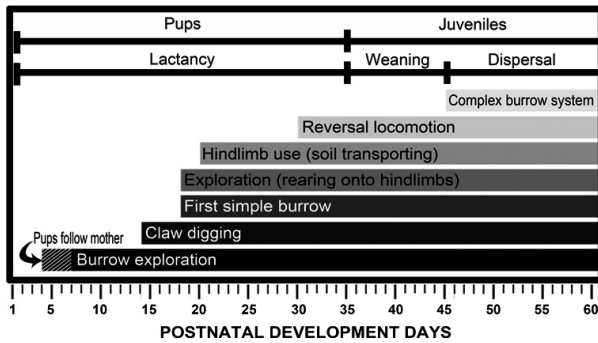 Pups Juveniles
Lactancy Weaning Dispersal
Complex burrow system
Reversal locomotion
Hindlimb use (soil transporting)
Exploration (rearing onto hindlimbs)
First simple burrow
Pups follow mother
Claw digging
Burrow exploration
1 5 10 15 20 25 30 35 40 45 50 55 60
POSTNATAL DEVELOPMENT DAYS